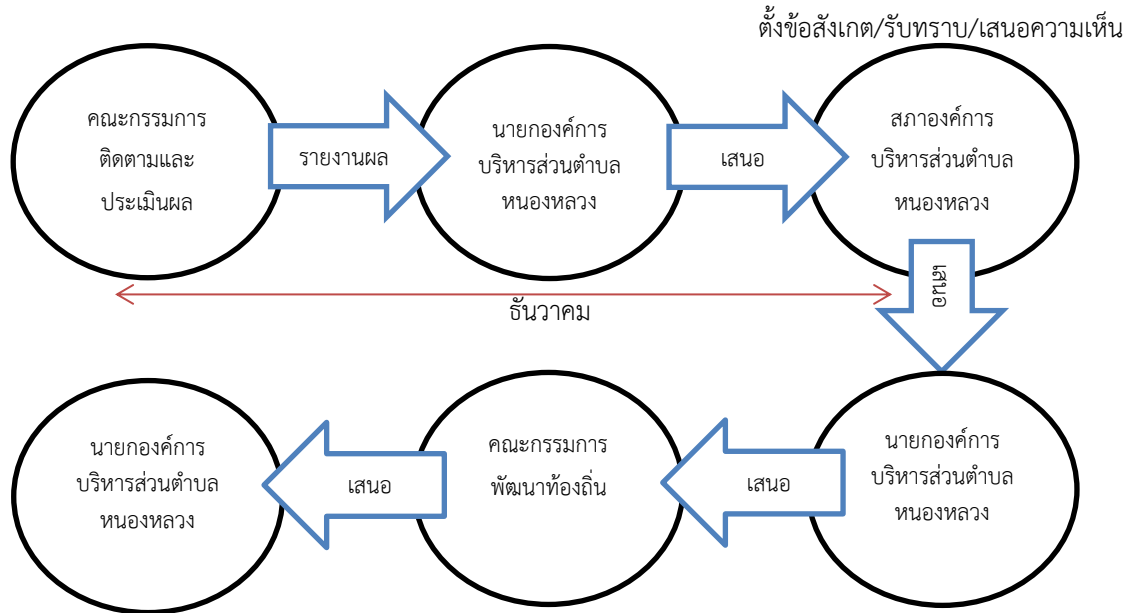 ตั้งข้อสังเกต/รับทราบ/เสนอความเห็น
คณะกรรมการ
ติดตามและ
ประเมินผล
รายงานผล
นายกองค์การ
บริหารส่วนตำบล
หนองหลวง
เสนอ
สภาองค์การ
บริหารส่วนตำบล
หนองหลวง
เสนอ
ธันวาคม
นายกองค์การ
บริหารส่วนตำบล
หนองหลวง
เสนอ
คณะกรรมการ
พัฒนาท้องถิ่น
เสนอ
นายกองค์การ
บริหารส่วนตำบล
หนองหลวง